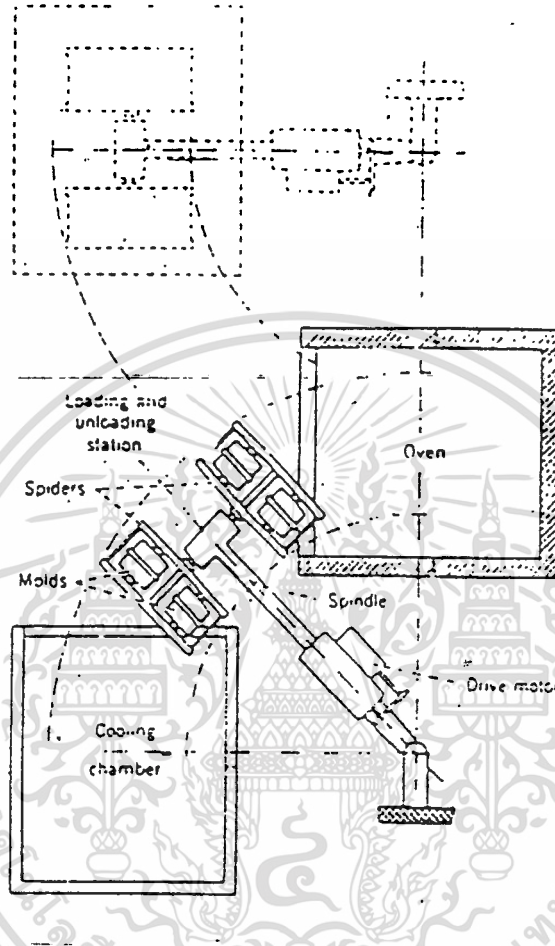 Loading and
unloading
station
Oven
Spiders
Molds
Spindle
Drive motor
Cooling
chamber